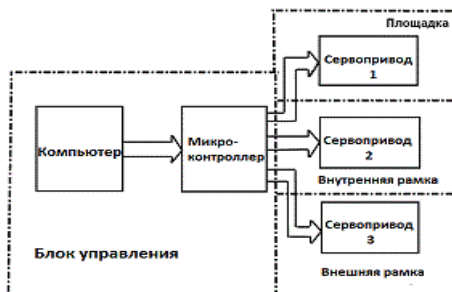 Площадка
Сервопривод
1
Компьютер
Микро-
контроллер
Сервопривод
2
Внутренняя рамка
Сервопривод
3
Блок управления
Внешняя рамка